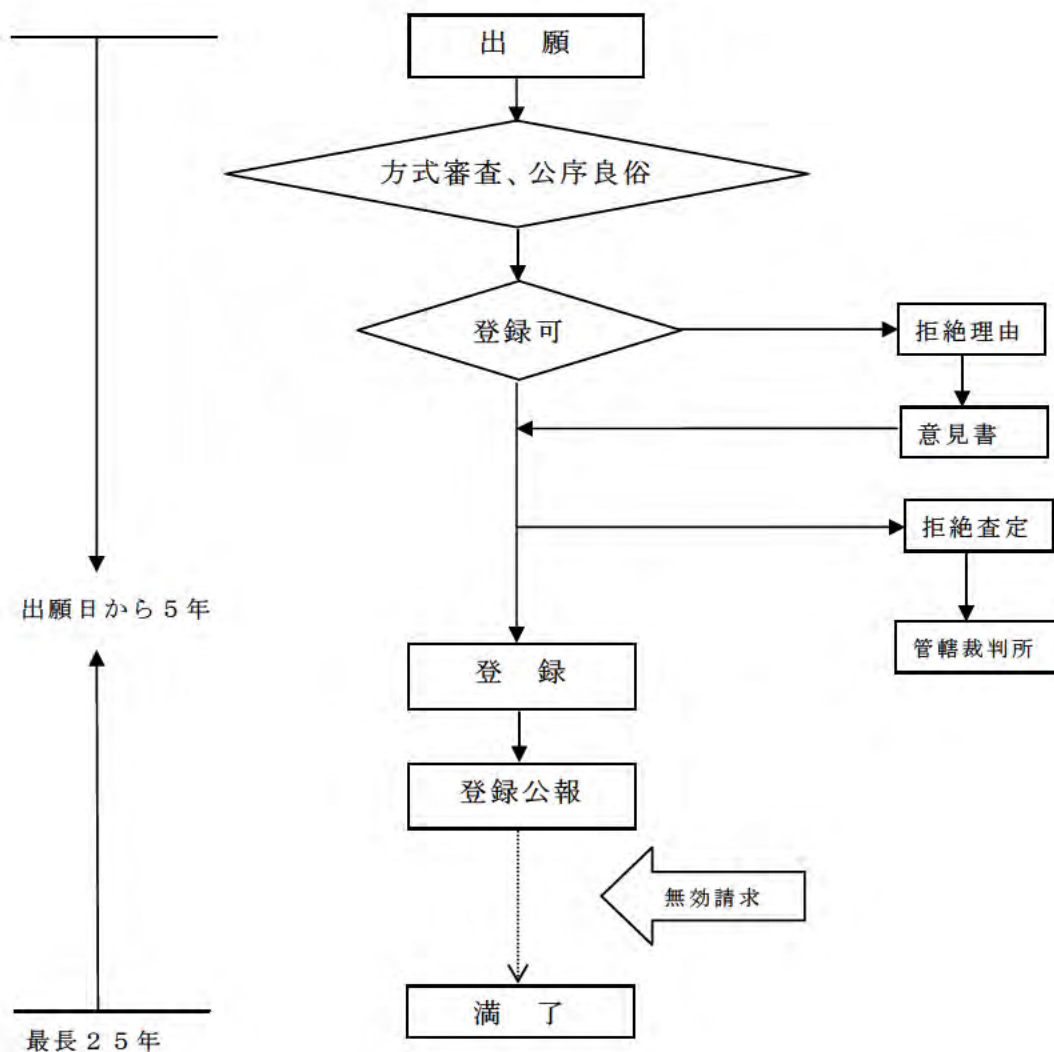 出　願
方式審査、公序良俗
登録可
拒絶理由
意見書
拒絶査定
出願日から５年
管轄裁判所
登　録
登録公報
無効請求
満　了
最長２５年